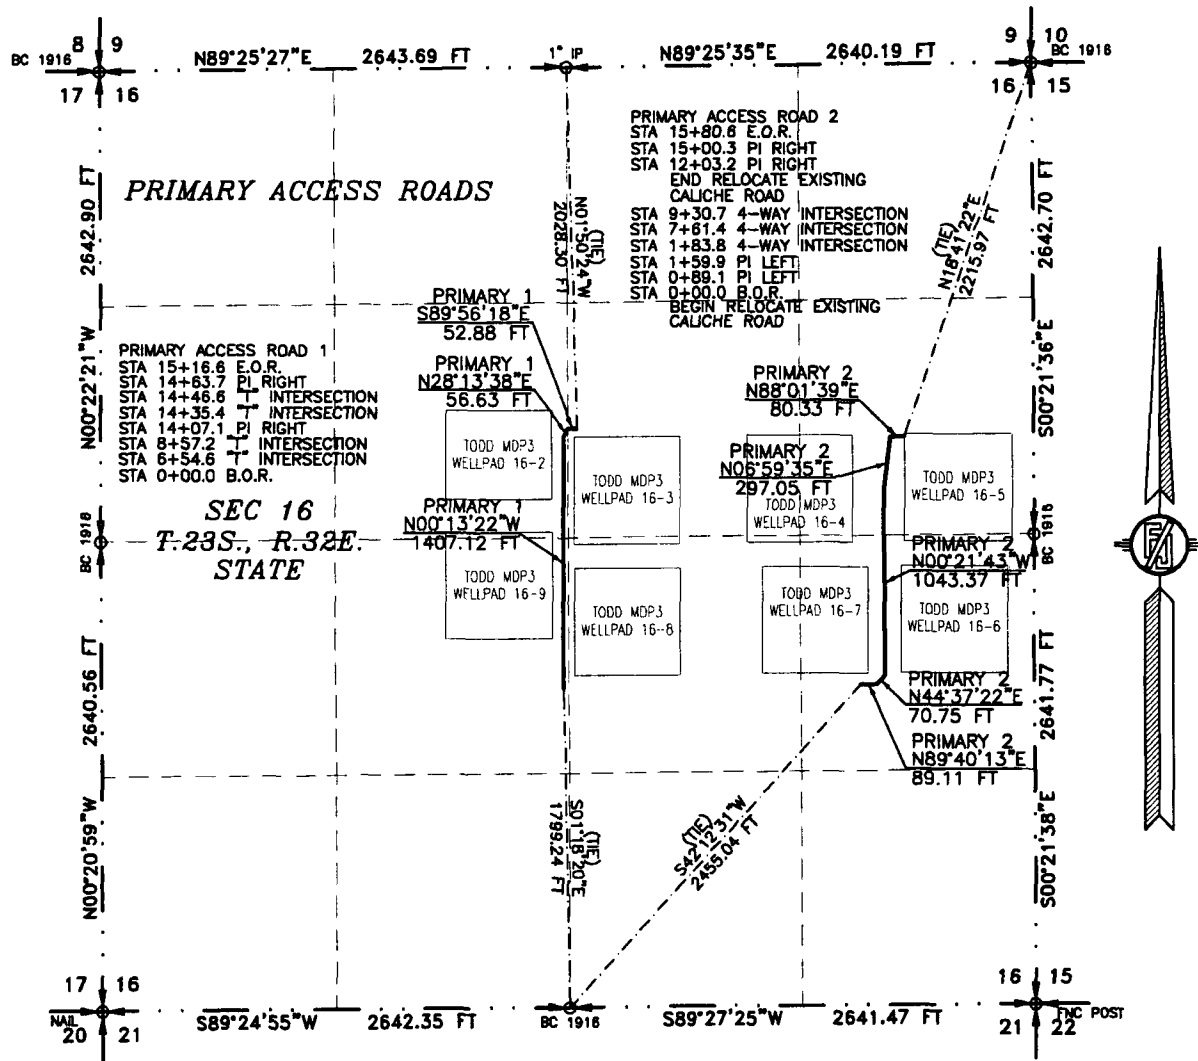 8 9
BC 1916
17 16
N89°25'27"E 2643.69 FT
1" IP
N89°25'35"E 2640.19 FT
9 10
BC 1916
16 15
PRIMARY ACCESS ROADS
PRIMARY ACCESS ROAD 2
STA 15+80.6 E.O.R.
STA 15+00.3 PI RIGHT
STA 12+03.2 PI RIGHT
END RELOCATE EXISTING
CALICHE ROAD
STA 9+30.7 4-WAY INTERSECTION
STA 7+61.4 4-WAY INTERSECTION
STA 1+83.8 4-WAY INTERSECTION
STA 1+59.9 PI LEFT
STA 0+89.1 PI LEFT
STA 0+00.0 B.O.R.
BEGIN RELOCATE EXISTING
CALICHE ROAD
N00°22'21"W 2642.90 FT
(TIE)
N01°50'24"W
2028.30 FT
(TIE)
N18°41'22"E
2215.97 FT
S00°21'36"E 2642.70 FT
PRIMARY 1
S89°56'18"E
52.88 FT
PRIMARY ACCESS ROAD 1
STA 15+16.6 E.O.R.
STA 14+63.7 PI RIGHT
STA 14+46.6 "T" INTERSECTION
STA 14+35.4 "T" INTERSECTION
STA 14+07.1 PI RIGHT
STA 8+57.2 "T" INTERSECTION
STA 6+54.6 "T" INTERSECTION
STA 0+00.0 B.O.R.
PRIMARY 1
N28°13'38"E
56.63 FT
PRIMARY 2
N88°01'39"E
80.33 FT
TODD MDP3
WELLPAD 16-2
TODD MDP3
WELLPAD 16-3
PRIMARY 2
N06°59'35"E
297.05 FT
TODD MDP3
WELLPAD 16-4
TODD MDP3
WELLPAD 16-5
SEC 16
T.23S., R.32E.
STATE
PRIMARY 1
N00°13'22"W
1407.12 FT
BC 1916
BC 1916
PRIMARY 2
N00°21'43"W
1043.37 FT
TODD MDP3
WELLPAD 16-9
TODD MDP3
WELLPAD 16-8
TODD MDP3
WELLPAD 16-7
TODD MDP3
WELLPAD 16-6
PRIMARY 2
N44°37'22"E
70.75 FT
PRIMARY 2
N89°40'13"E
89.11 FT
N00°20'59"W 2640.56 FT
(TIE)
S01°18'20"E
1799.24 FT
(TIE)
S42°12'31"W
2455.04 FT
S00°21'38"E 2641.77 FT
17 16
NAIL
20 21
S89°24'55"W 2642.35 FT
BC 1916
S89°27'25"W 2641.47 FT
16 15
FNC POST
21 22